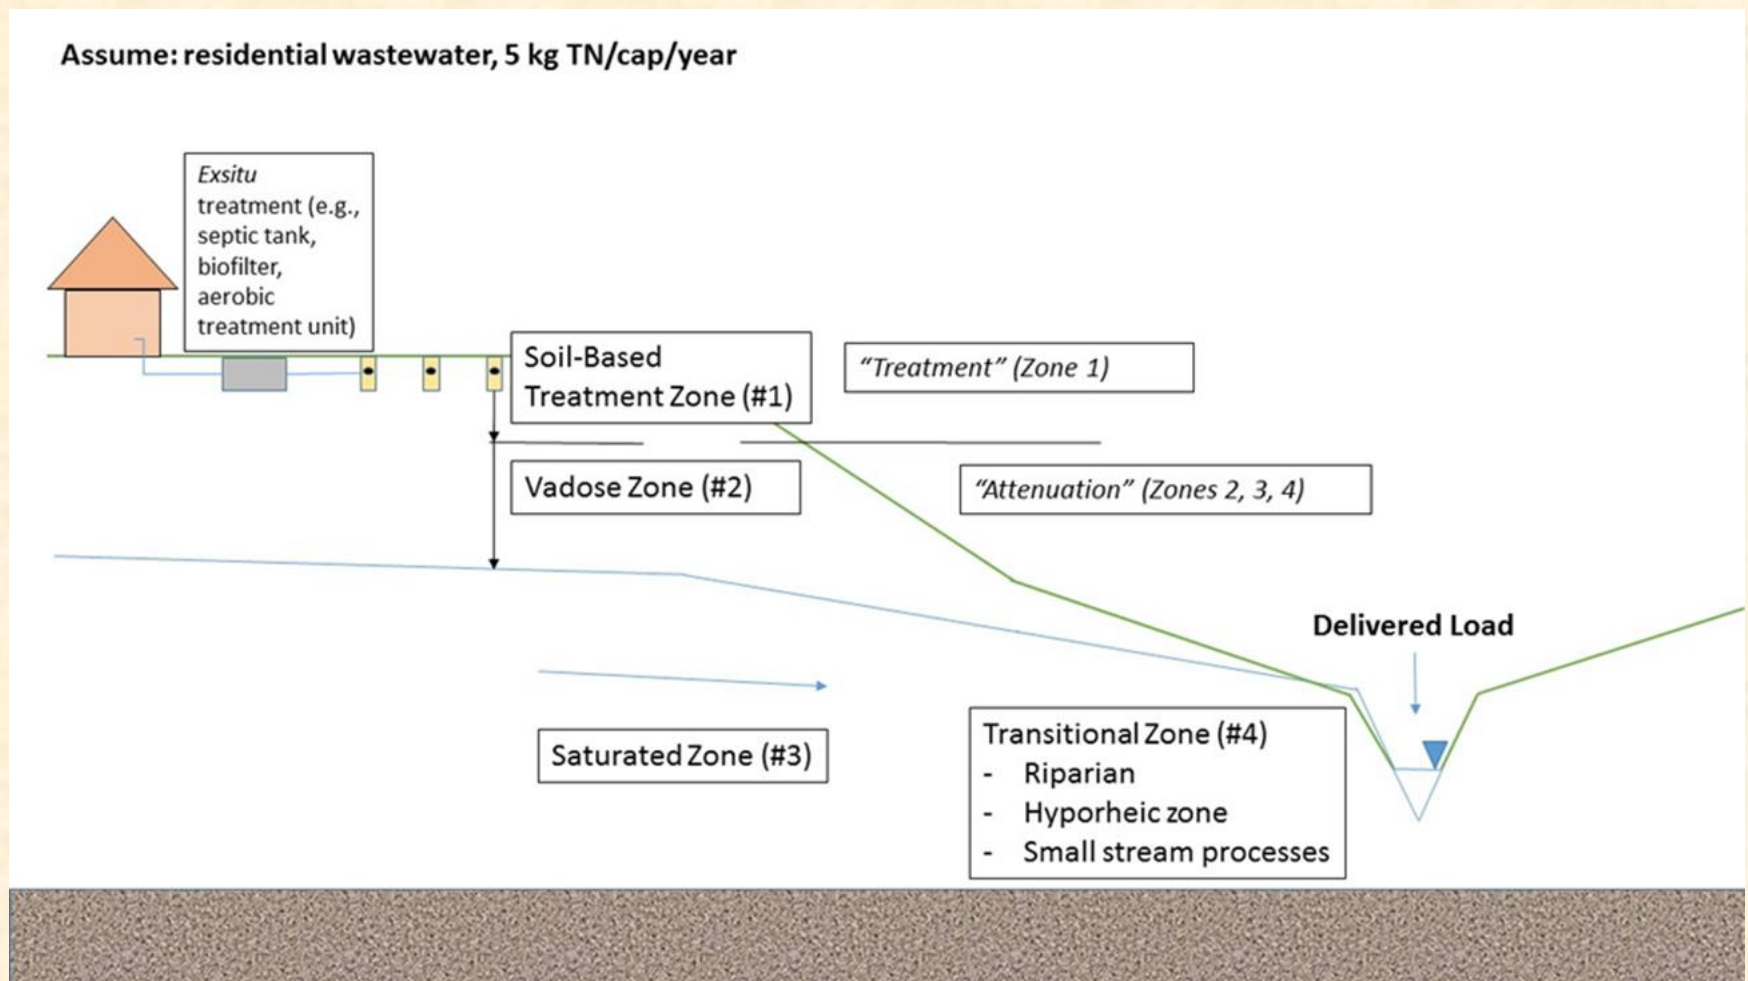 Assume: residential wastewater, 5 kg TN/cap/year
Exsitu
treatment (e.g.,
septic tank,
biofilter,
aerobic
treatment unit)
Soil-Based
Treatment Zone (#1)
“Treatment” (Zone 1)
Vadose Zone (#2)
“Attenuation” (Zones 2, 3, 4)
Delivered Load
Saturated Zone (#3)
Transitional Zone (#4)
- Riparian
- Hyporheic zone
- Small stream processes